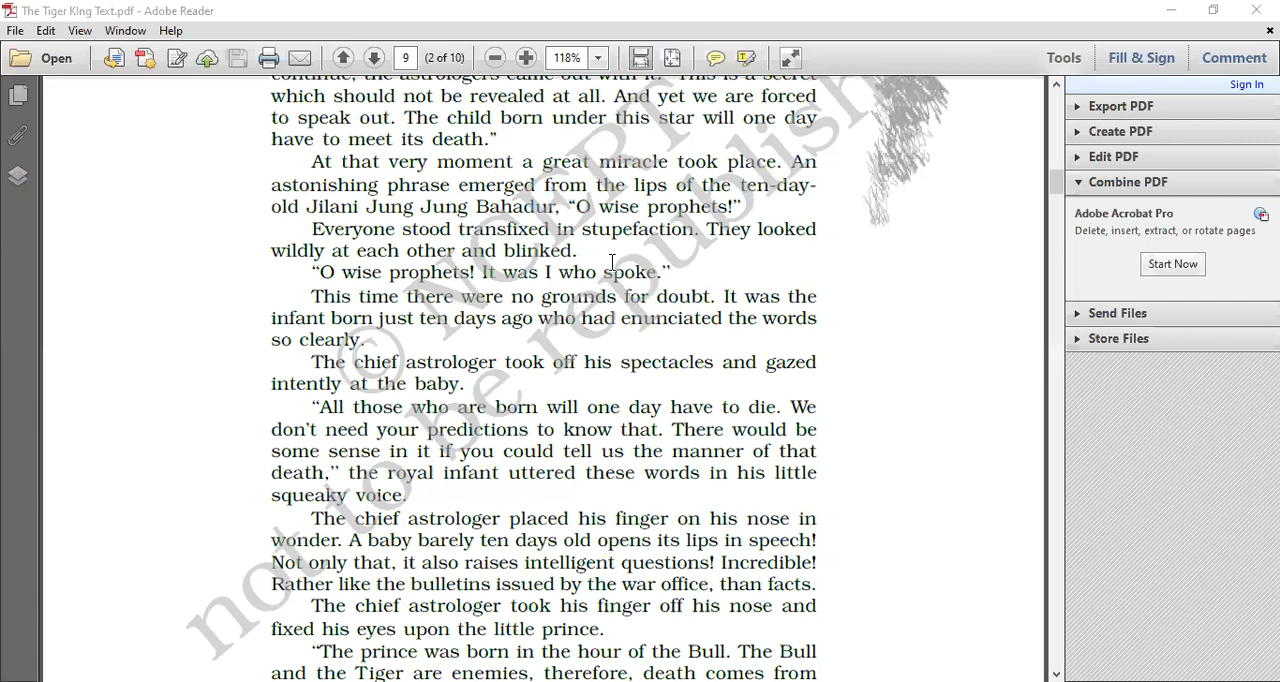 The Tiger KIng Text.pdf - Adobe Reader
File Edit View Window Help
Open 9 (2 of 10) 118% Tools Fill & Sign Comment
Sign In
Export PDF
Create PDF
Edit PDF
Combine PDF
Adobe Acrobat Pro
Delete, insert, extract, or rotate pages
Start Now
Send Files
Store Files
continue, the astrologers came out with it. "This is a secret
which should not be revealed at all. And yet we are forced
to speak out. The child born under this star will one day
have to meet its death."
At that very moment a great miracle took place. An
astonishing phrase emerged from the lips of the ten-day-
old Jilani Jung Jung Bahadur, "O wise prophets!"
Everyone stood transfixed in stupefaction. They looked
wildly at each other and blinked.
"O wise prophets! It was I who spoke."
This time there were no grounds for doubt. It was the
infant born just ten days ago who had enunciated the words
so clearly.
The chief astrologer took off his spectacles and gazed
intently at the baby.
"All those who are born will one day have to die. We
don't need your predictions to know that. There would be
some sense in it if you could tell us the manner of that
death," the royal infant uttered these words in his little
squeaky voice.
The chief astrologer placed his finger on his nose in
wonder. A baby barely ten days old opens its lips in speech!
Not only that, it also raises intelligent questions! Incredible!
Rather like the bulletins issued by the war office, than facts.
The chief astrologer took his finger off his nose and
fixed his eyes upon the little prince.
"The prince was born in the hour of the Bull. The Bull
and the Tiger are enemies, therefore, death comes from
© NCERT
not to be republish